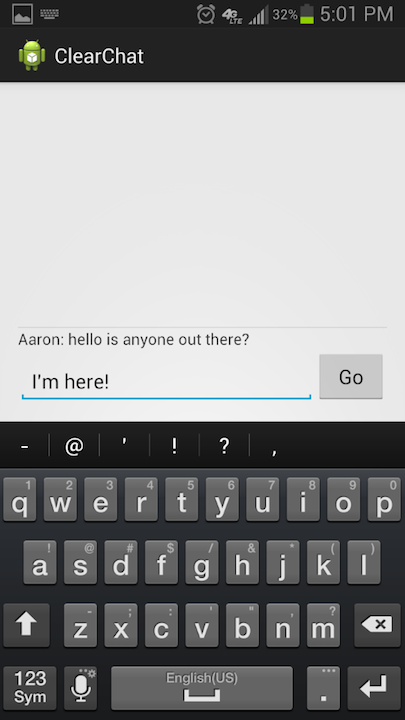 4G LTE 32% 5:01 PM
ClearChat
Aaron: hello is anyone out there?
I'm here!
Go
- @ ' ! ? ,
1 2 3 4 5 6 7 8 9 0
q w e r t y u i o p
! @ # $ / & * ( )
a s d f g h j k l
- ' : ' " , ?
z x c v b n m
123 Sym
English(US)
.